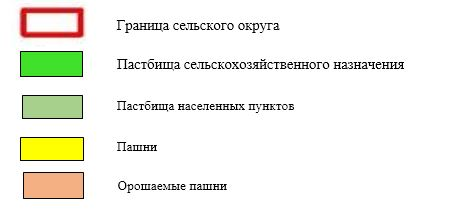 Граница сельского округа
Пастбища сельскохозяйственного назначения
Пастбища населенных пунктов
Пашни
Орошаемые пашни